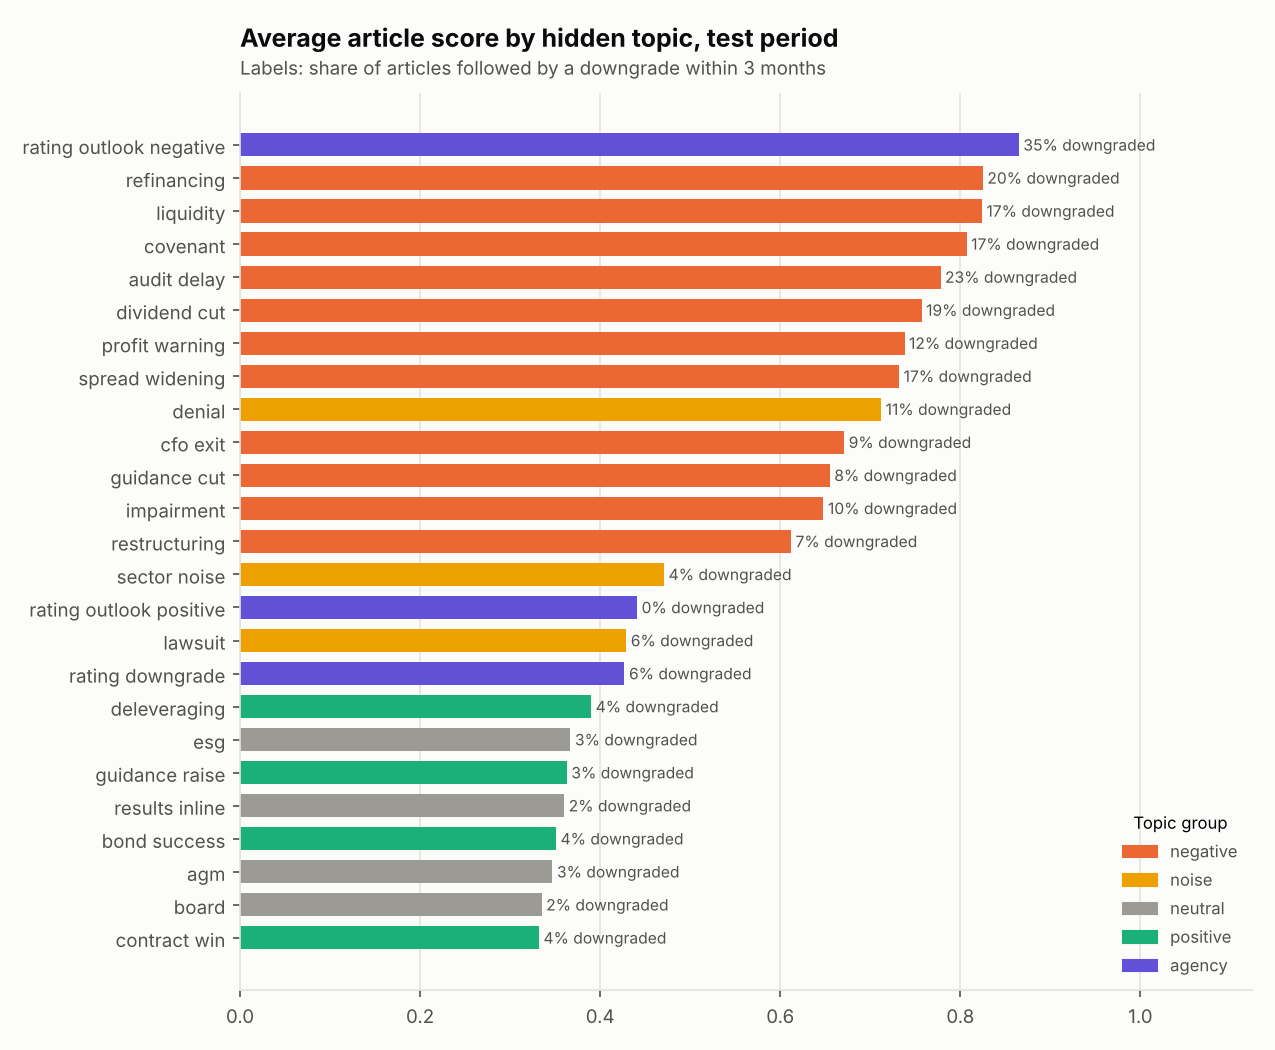 Average article score by hidden topic, test period
Labels: share of articles followed by a downgrade within 3 months
rating outlook negative 35% downgraded
refinancing 20% downgraded
liquidity 17% downgraded
covenant 17% downgraded
audit delay 23% downgraded
dividend cut 19% downgraded
profit warning 12% downgraded
spread widening 17% downgraded
denial 11% downgraded
cfo exit 9% downgraded
guidance cut 8% downgraded
impairment 10% downgraded
restructuring 7% downgraded
sector noise 4% downgraded
rating outlook positive 0% downgraded
lawsuit 6% downgraded
rating downgrade 6% downgraded
deleveraging 4% downgraded
esg 3% downgraded
guidance raise 3% downgraded
results inline 2% downgraded
bond success 4% downgraded
agm 3% downgraded
board 2% downgraded
contract win 4% downgraded
Topic group
negative
noise
neutral
positive
agency
0.0 0.2 0.4 0.6 0.8 1.0